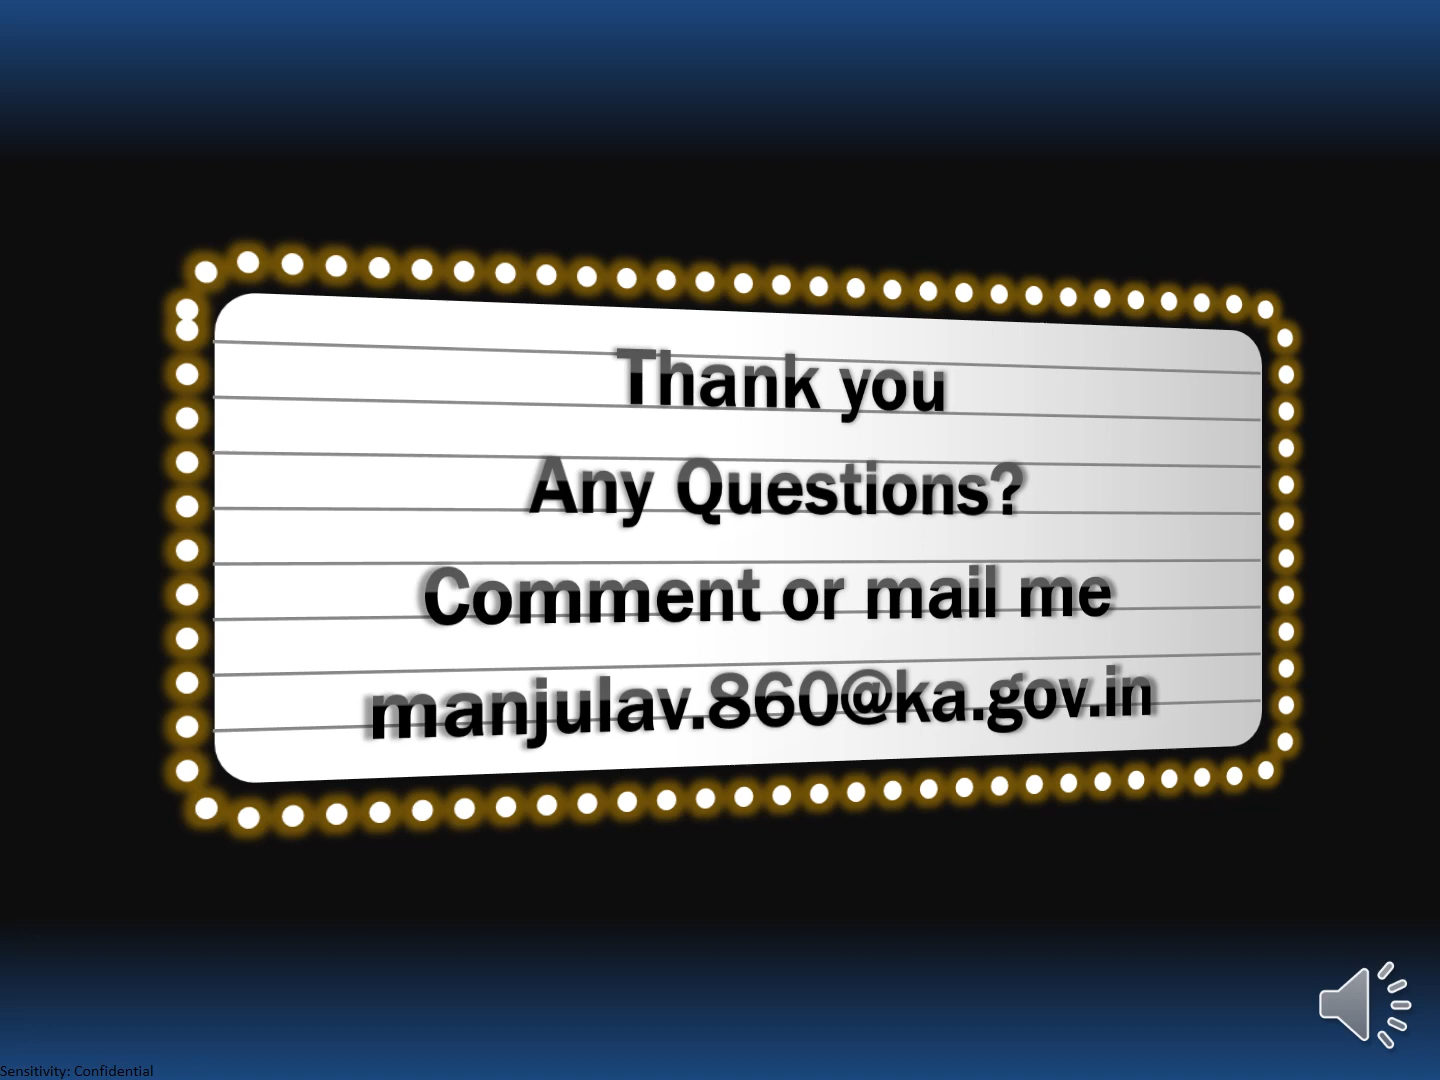 Thank you
Any Questions?
Comment or mail me
manjulav.860@ka.gov.in
Sensitivity: Confidential